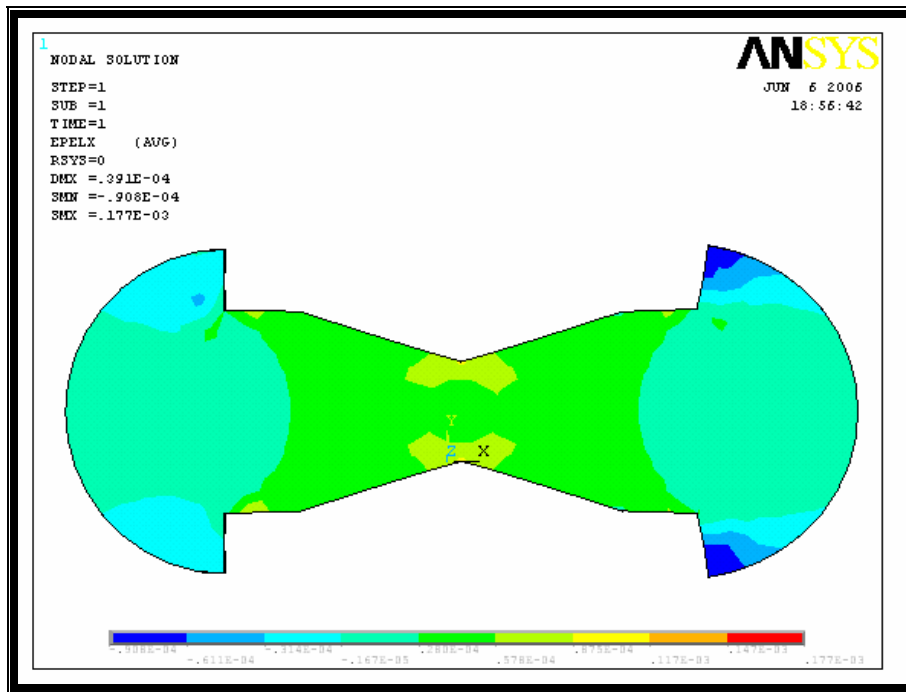 1
NODAL SOLUTION
STEP=1
SUB =1
TIME=1
EPELX (AVG)
RSYS=0
DMX =.391E-04
SMN =-.908E-04
SMX =.177E-03
ANSYS
JUN 6 2006
18:56:42
Y
Z X
-.908E-04 -.314E-04 .280E-04 .875E-04 .147E-03
-.611E-04 -.167E-05 .578E-04 .117E-03 .177E-03